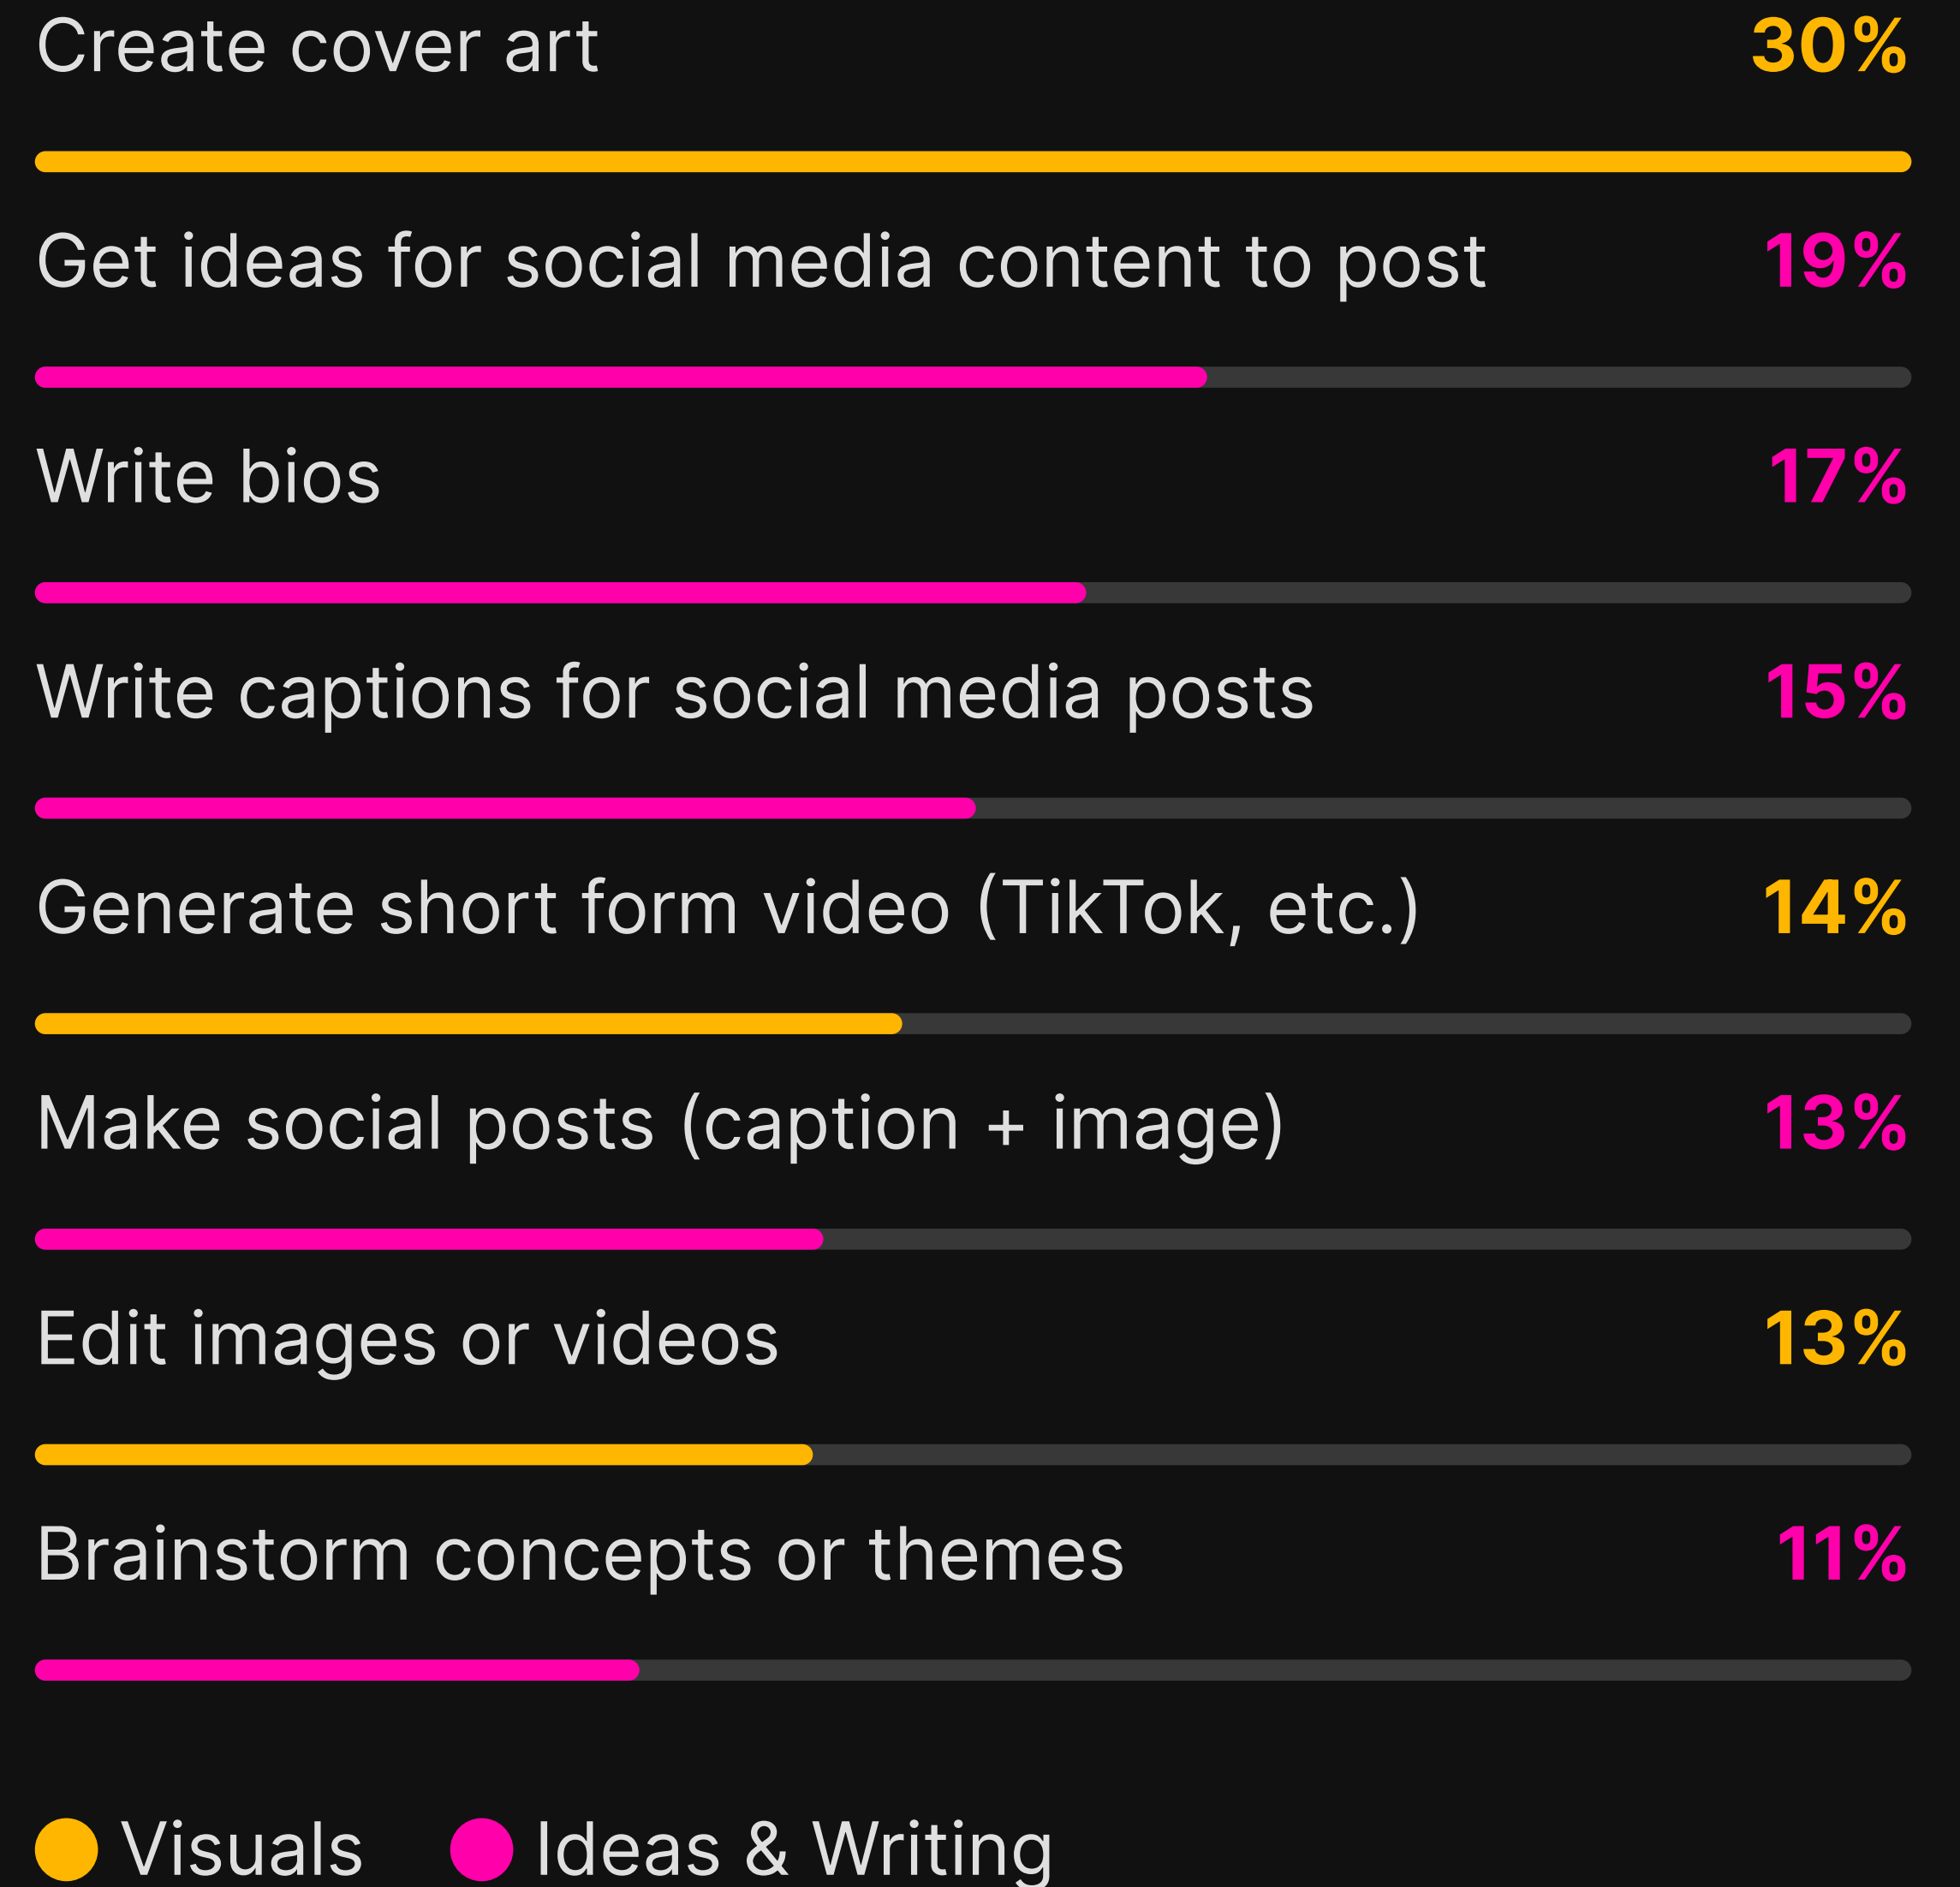 Create cover art 30%
Get ideas for social media content to post 19%
Write bios 17%
Write captions for social media posts 15%
Generate short form video (TikTok, etc.) 14%
Make social posts (caption + image) 13%
Edit images or videos 13%
Brainstorm concepts or themes 11%
Visuals Ideas & Writing